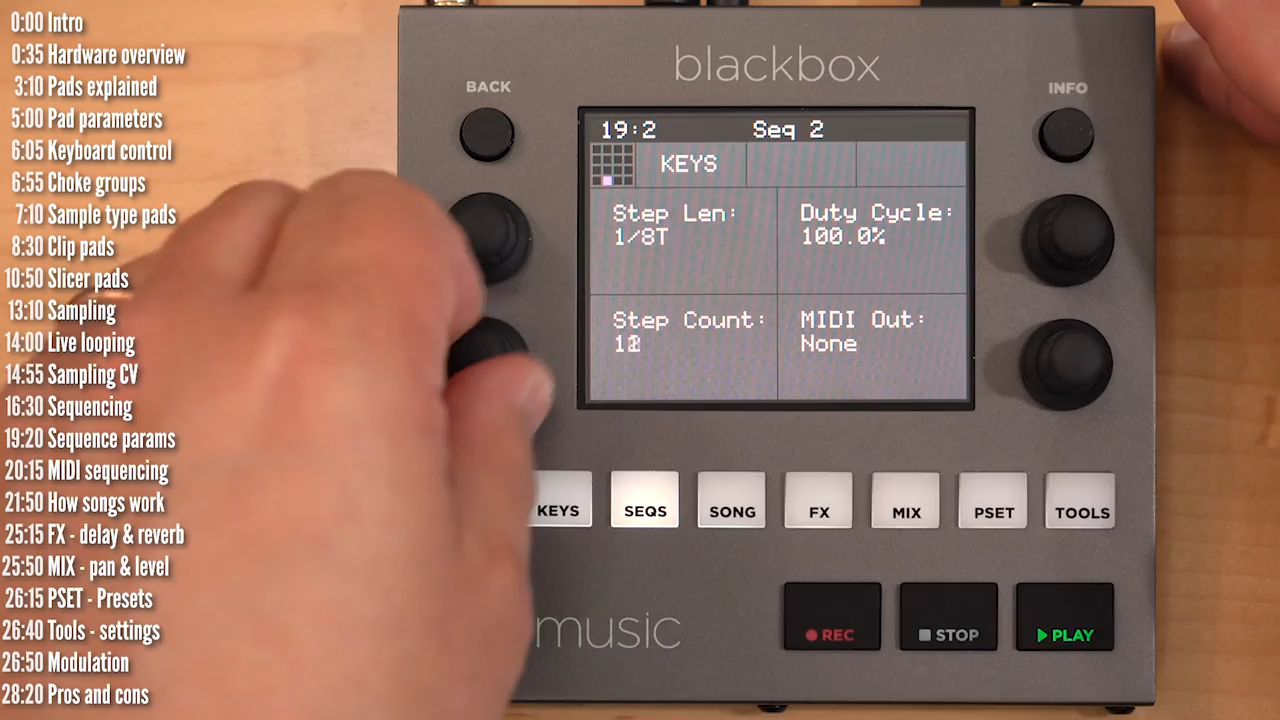 0:00 Intro
0:35 Hardware overview
3:10 Pads explained
5:00 Pad parameters
6:05 Keyboard control
6:55 Choke groups
7:10 Sample type pads
8:30 Clip pads
10:50 Slicer pads
13:10 Sampling
14:00 Live looping
14:55 Sampling CV
16:30 Sequencing
19:20 Sequence params
20:15 MIDI sequencing
21:50 How songs work
25:15 FX - delay & reverb
25:50 MIX - pan & level
26:15 PSET - Presets
26:40 Tools - settings
26:50 Modulation
28:20 Pros and cons
blackbox
BACK
INFO
19:2 Seq 2
KEYS
Step Len:
1/8T
Duty Cycle:
100.0%
Step Count:
MIDI Out:
None
KEYS
SEQS
SONG
FX
MIX
PSET
TOOLS
music
REC
STOP
PLAY